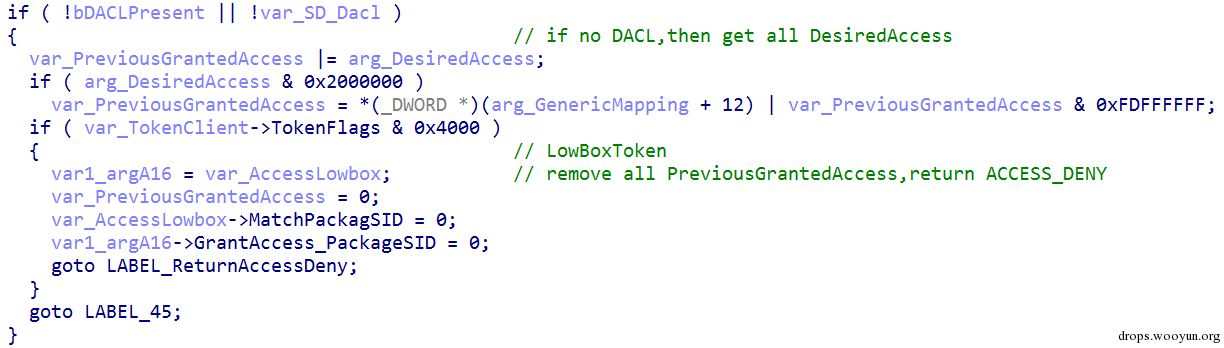 if ( !bDACLPresent || !var_SD_Dacl )
{ // if no DACL,then get all DesiredAccess
var_PreviousGrantedAccess |= arg_DesiredAccess;
if ( arg_DesiredAccess & 0x2000000 )
var_PreviousGrantedAccess = *(_DWORD *)(arg_GenericMapping + 12) | var_PreviousGrantedAccess & 0xFDFFFFFF;
if ( var_TokenClient->TokenFlags & 0x4000 )
{ // LowBoxToken
var1_argA16 = var_AccessLowbox; // remove all PreviousGrantedAccess,return ACCESS_DENY
var_PreviousGrantedAccess = 0;
var_AccessLowbox->MatchPackagSID = 0;
var1_argA16->GrantAccess_PackageSID = 0;
goto LABEL_ReturnAccessDeny;
}
goto LABEL_45;
}
drops.wooyun.org